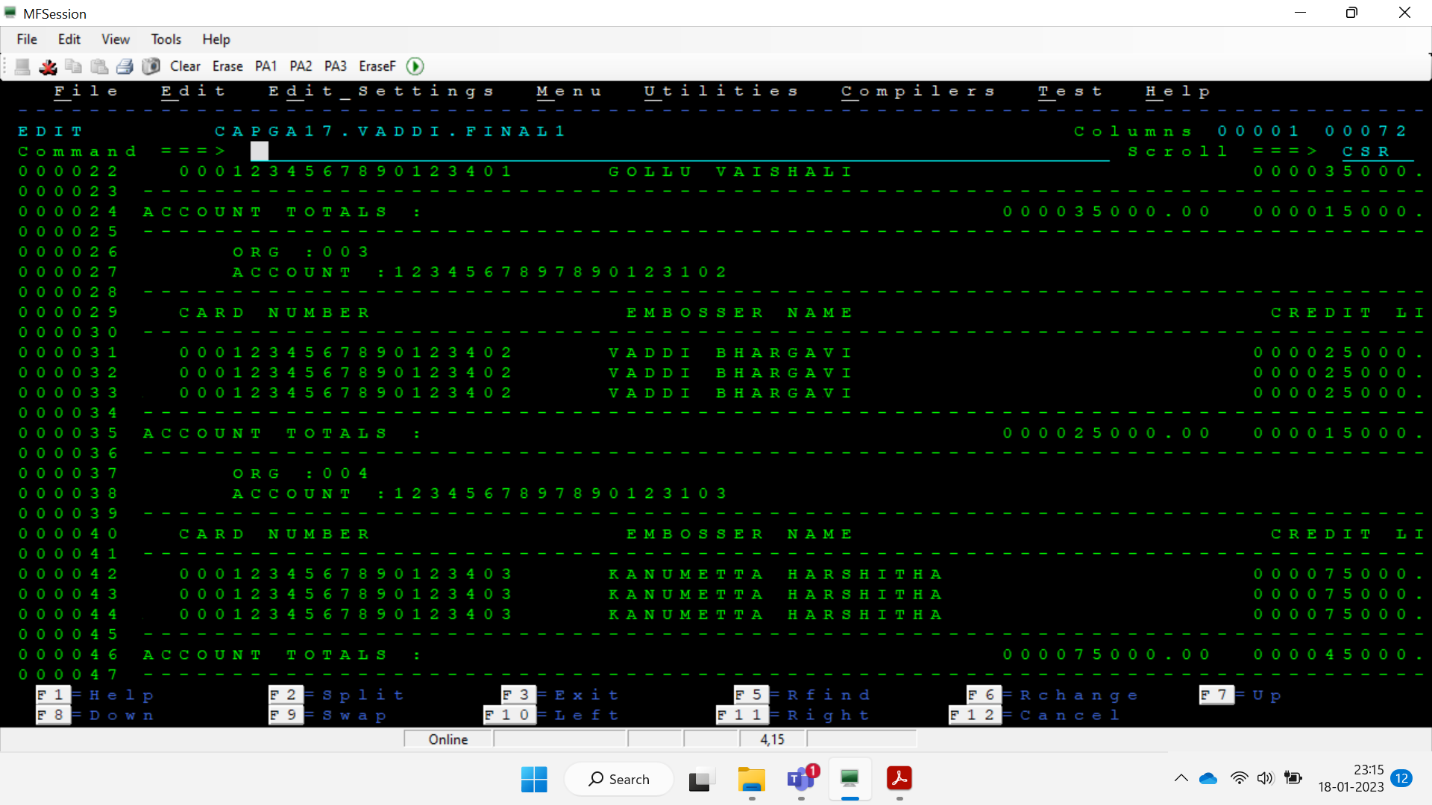 MFSession
File Edit View Tools Help
Clear Erase PA1 PA2 PA3 EraseF
File Edit Edit_Settings Menu Utilities Compilers Test Help
- - - - - - - - - - - - - - - - - - - - - - - - - - - - - - - - - - - - - - - -
EDIT CAPGA17.VADDI.FINAL1 Columns 00001 00072
Command ===> Scroll ===> CSR
000022 0001234567890123401 GOLLU VAISHALI 000035000.
000023 ------------------------------------------------------------------------
000024 ACCOUNT TOTALS : 000035000.00 000015000.
000025 ------------------------------------------------------------------------
000026 ORG :003
000027 ACCOUNT :1234567897890123102
000028 ------------------------------------------------------------------------
000029 CARD NUMBER EMBOSSER NAME CREDIT LI
000030 ------------------------------------------------------------------------
000031 0001234567890123402 VADDI BHARGAVI 000025000.
000032 0001234567890123402 VADDI BHARGAVI 000025000.
000033 0001234567890123402 VADDI BHARGAVI 000025000.
000034 ------------------------------------------------------------------------
000035 ACCOUNT TOTALS : 000025000.00 000015000.
000036 ------------------------------------------------------------------------
000037 ORG :004
000038 ACCOUNT :1234567897890123103
000039 ------------------------------------------------------------------------
000040 CARD NUMBER EMBOSSER NAME CREDIT LI
000041 ------------------------------------------------------------------------
000042 0001234567890123403 KANUMETTA HARSHITHA 000075000.
000043 0001234567890123403 KANUMETTA HARSHITHA 000075000.
000044 0001234567890123403 KANUMETTA HARSHITHA 000075000.
000045 ------------------------------------------------------------------------
000046 ACCOUNT TOTALS : 000075000.00 000045000.
000047 ------------------------------------------------------------------------
F1=Help F2=Split F3=Exit F5=Rfind F6=Rchange F7=Up
F8=Down F9=Swap F10=Left F11=Right F12=Cancel
Online 4,15
Search 1 23:15
18-01-2023 12